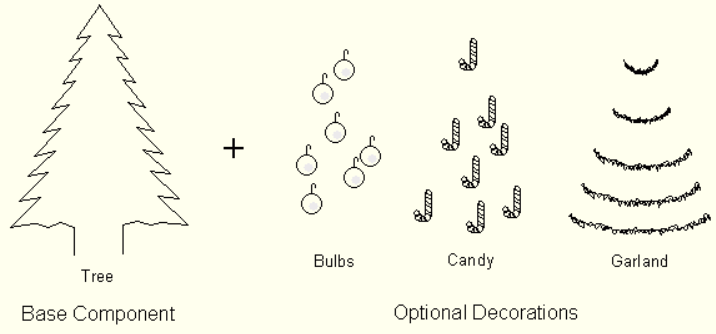 +
Bulbs Candy Garland
Tree
Base Component Optional Decorations